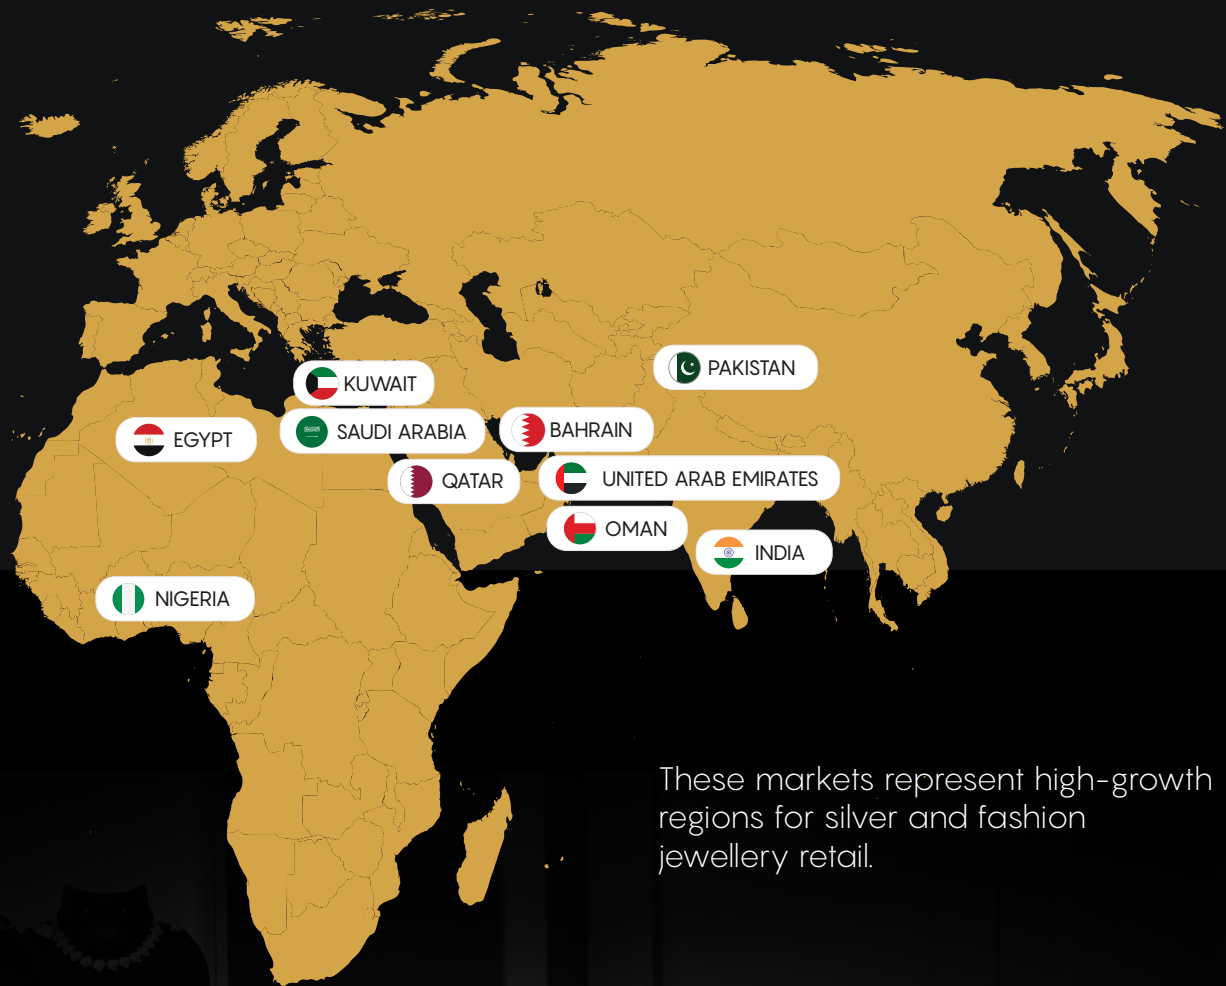 PAKISTAN
KUWAIT
EGYPT
SAUDI ARABIA
BAHRAIN
QATAR
UNITED ARAB EMIRATES
OMAN
INDIA
NIGERIA
These markets represent high-growth
regions for silver and fashion
jewellery retail.